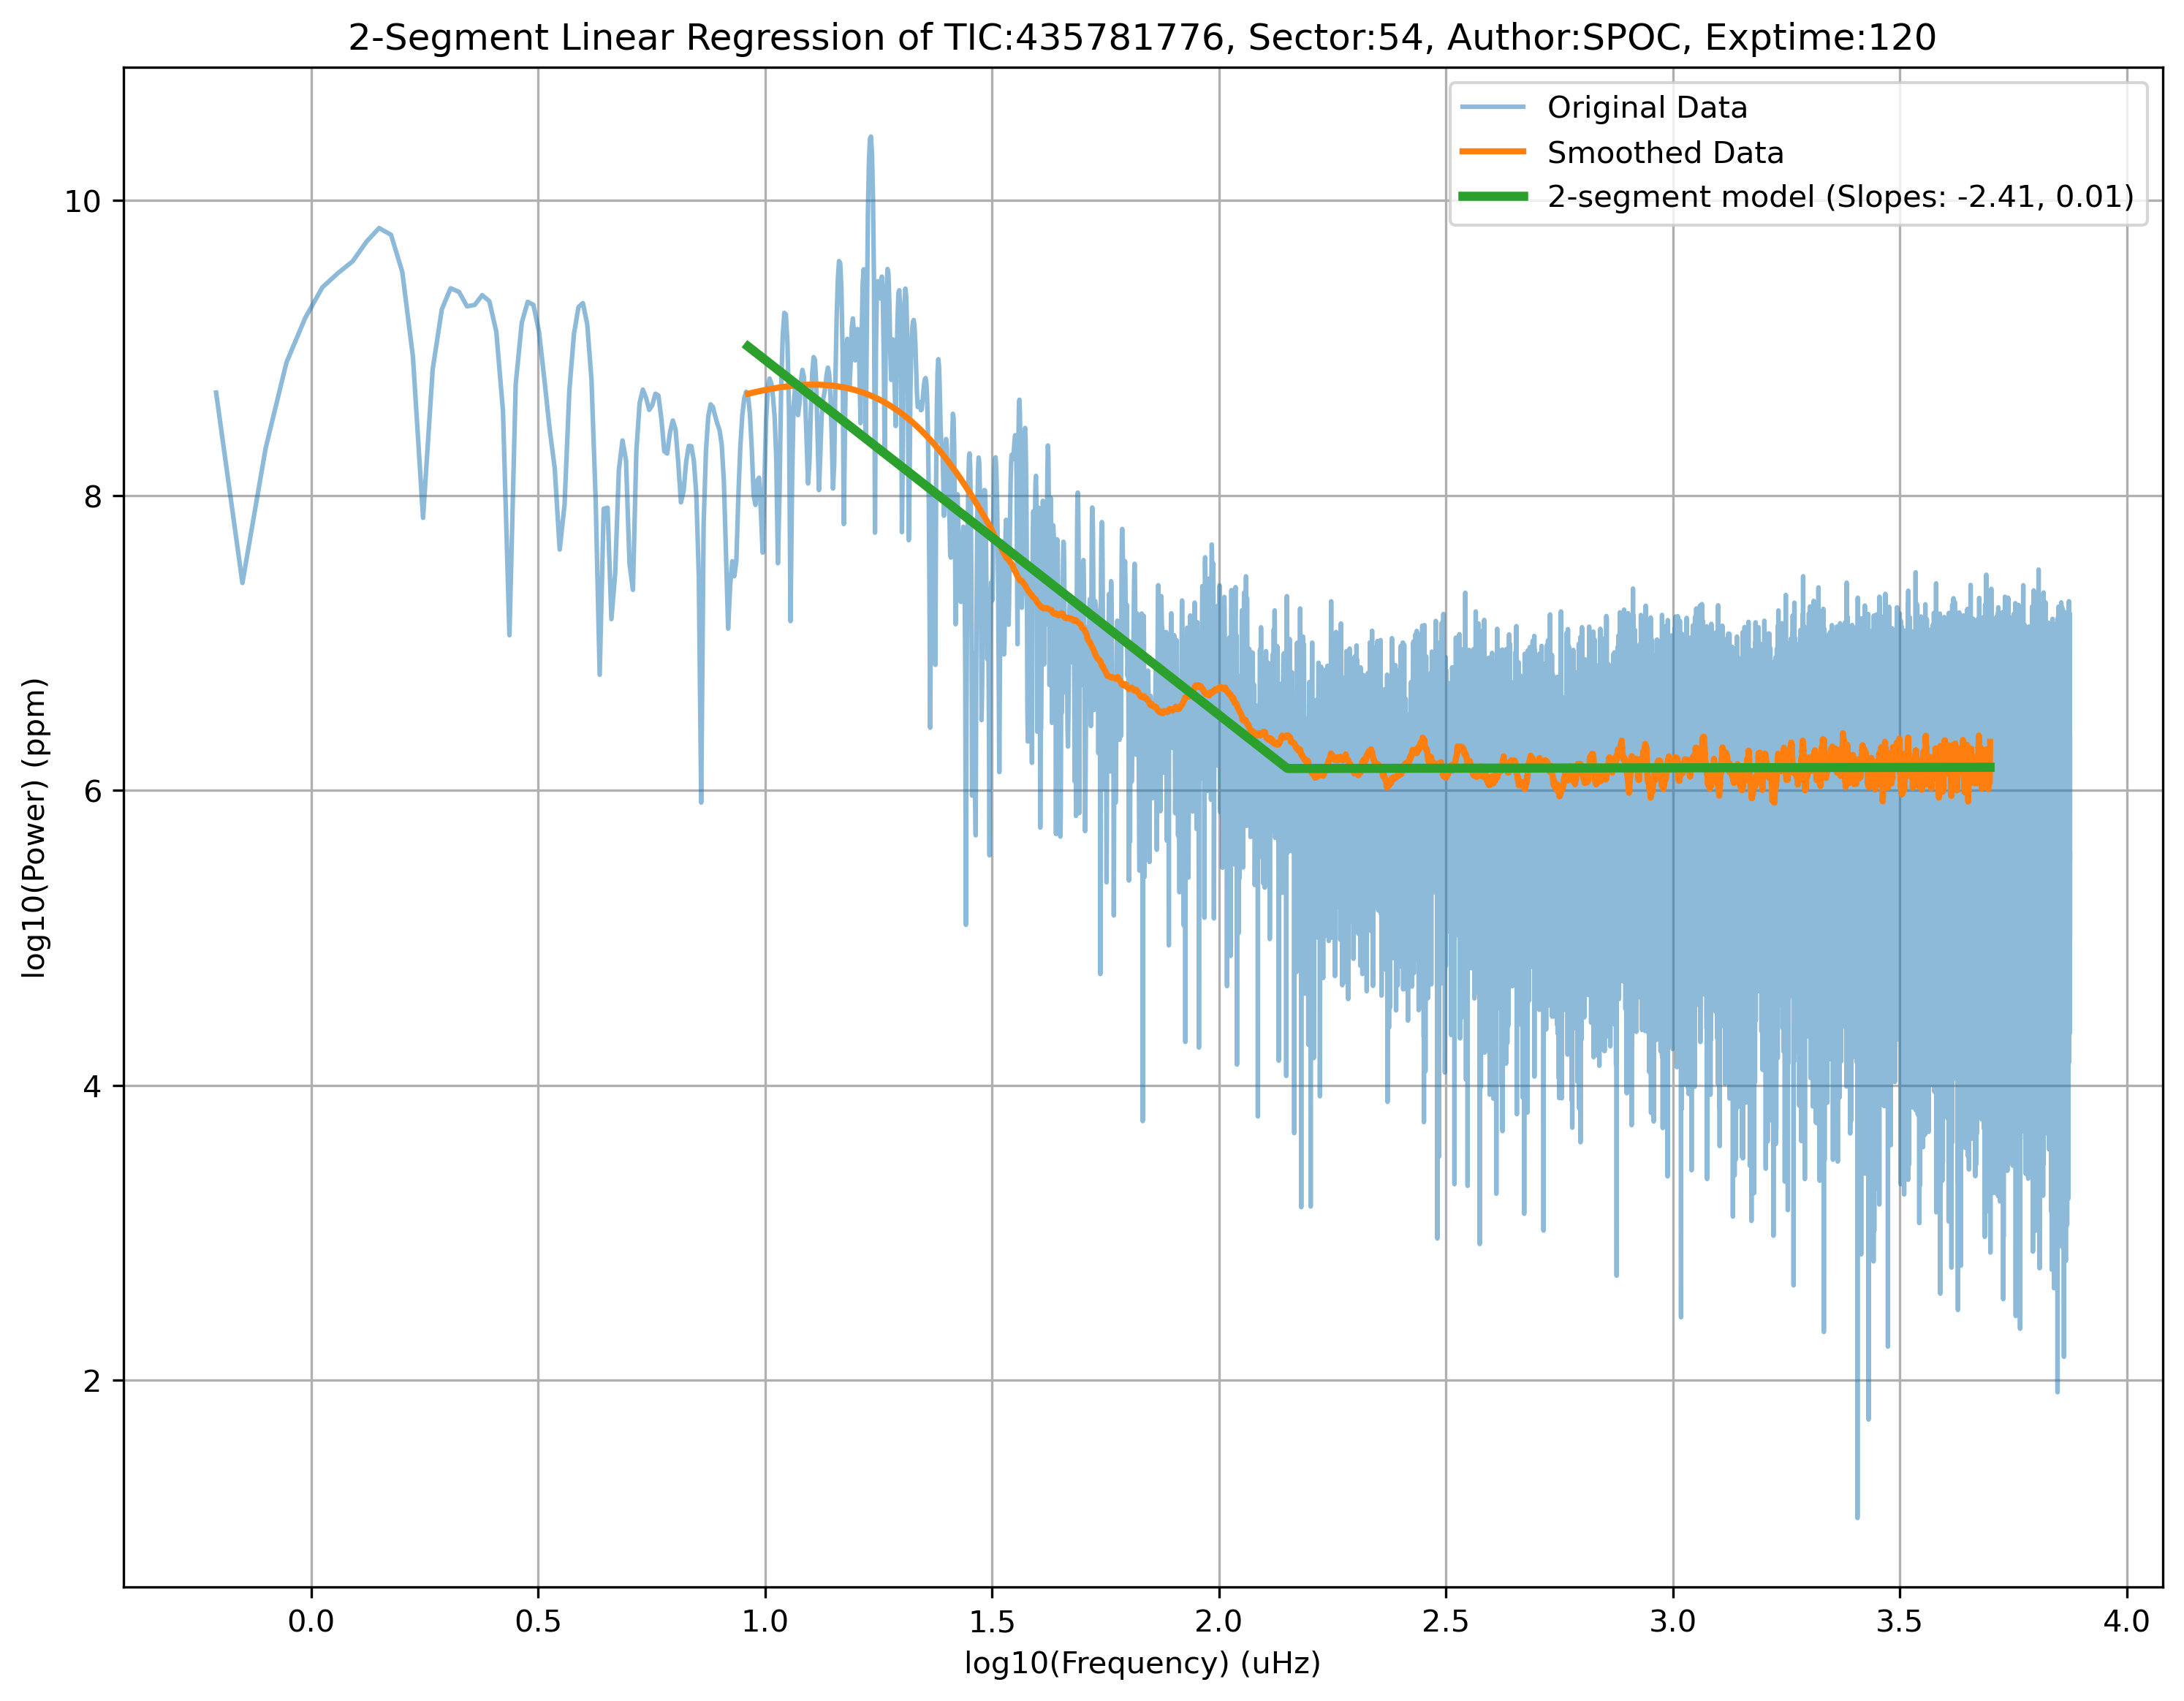 2-Segment Linear Regression of TIC:435781776, Sector:54, Author:SPOC, Exptime:120
Original Data
Smoothed Data
2-segment model (Slopes: -2.41, 0.01)
log10(Power) (ppm)
10
8
6
4
2
0.0 0.5 1.0 1.5 2.0 2.5 3.0 3.5 4.0
log10(Frequency) (uHz)